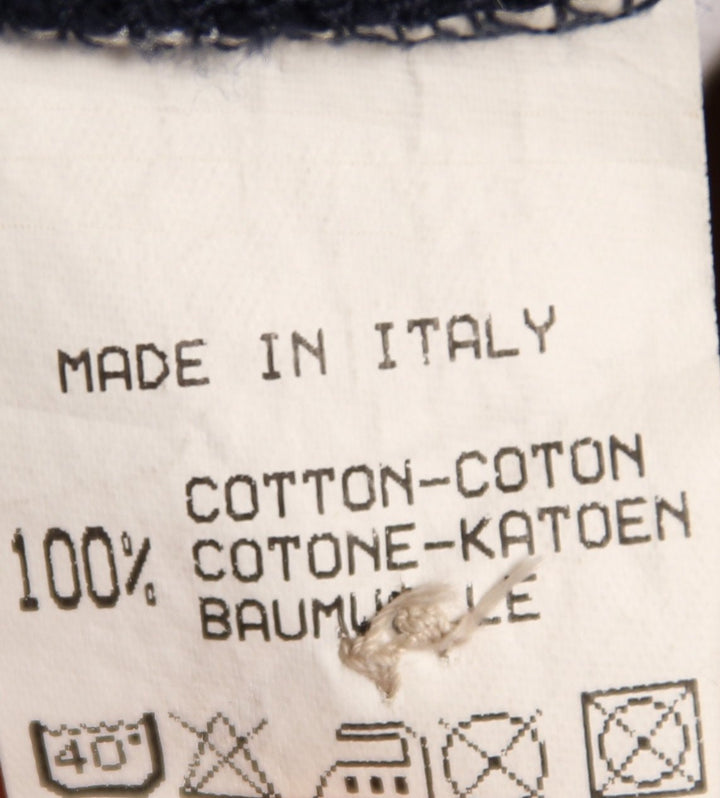 MADE IN ITALY
100%
COTTON-COTON
COTONE-KATOEN
40°